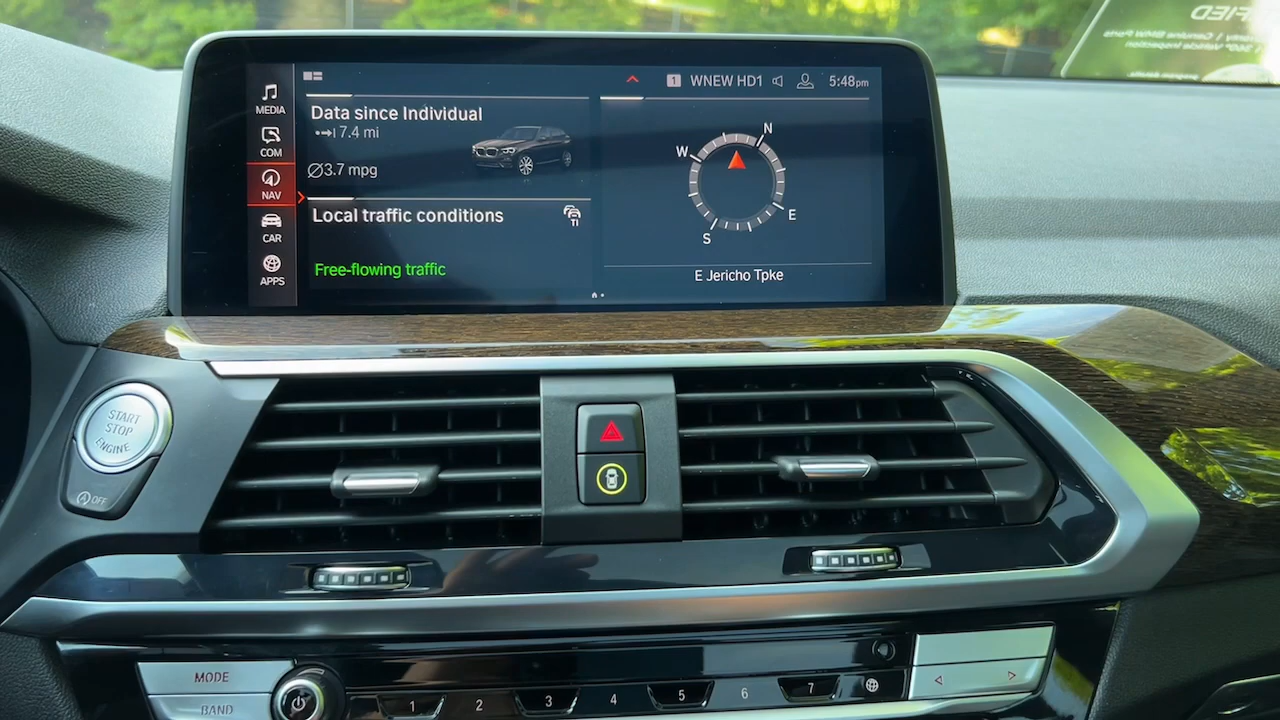 MEDIA
COM
NAV
CAR
APPS
1 WNEW HD1 5:48pm
Data since Individual
7.4 mi
Ø3.7 mpg
Local traffic conditions
Free-flowing traffic
N
W
E
S
E Jericho Tpke
START
STOP
ENGINE
OFF
MODE
BAND
1
2
3
4
5
6
7